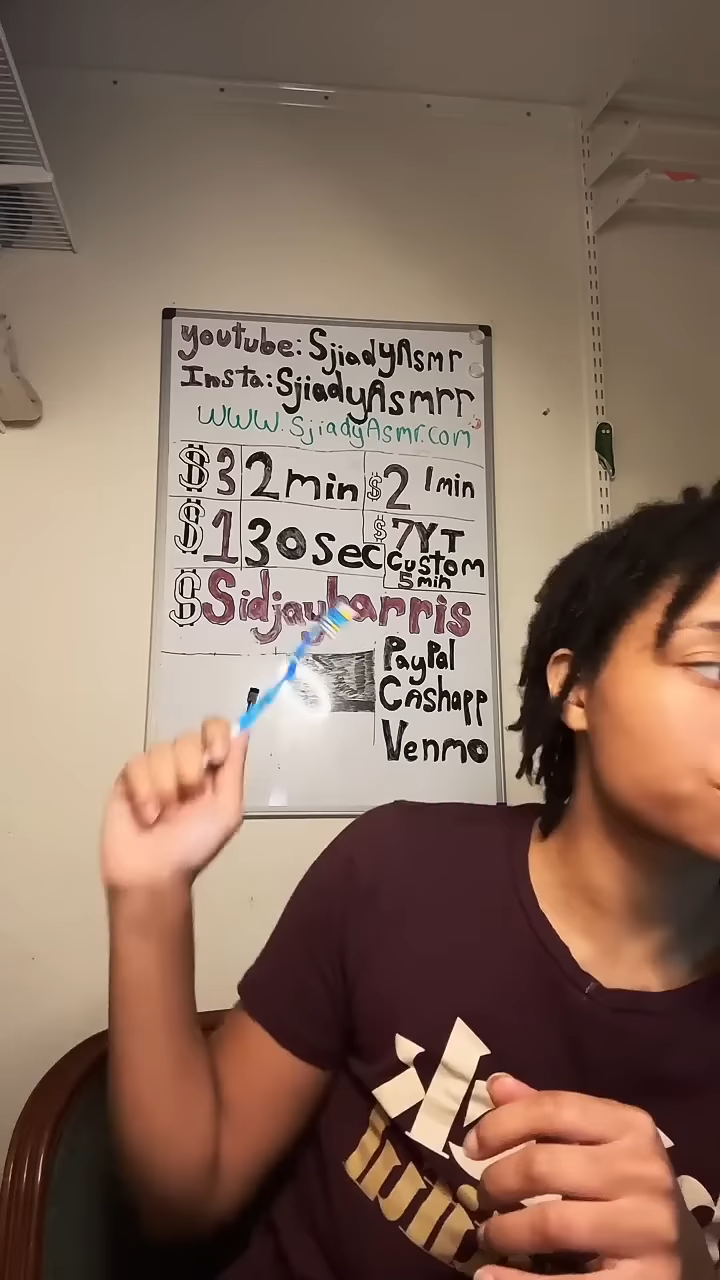 youtube: SjiadyAsmr
Insta: SjiadyAsmrr
www.SjiadyAsmr.com
$3 2min $2 1min
$1 30sec $7YT
Custom
5min
$Sidjayharris
PayPal
Cashapp
Venmo